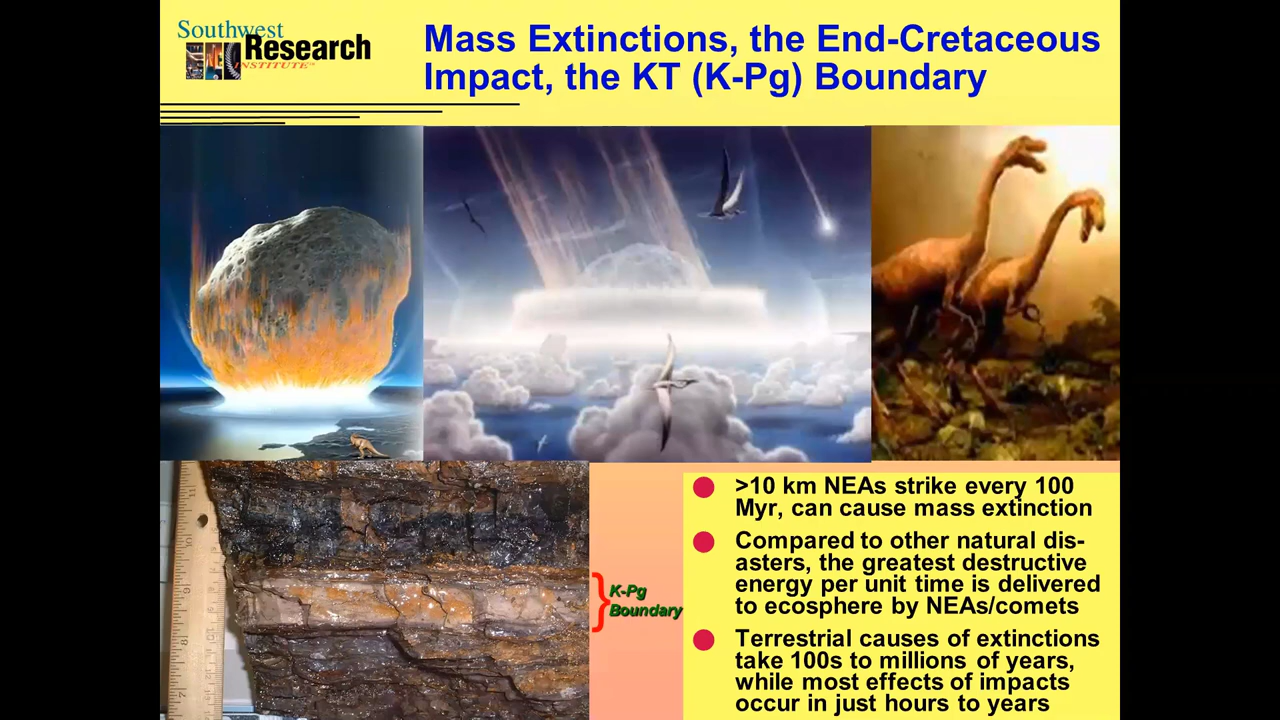 Southwest
Research
INSTITUTE
Mass Extinctions, the End-Cretaceous
Impact, the KT (K-Pg) Boundary
K-Pg
Boundary
>10 km NEAs strike every 100
Myr, can cause mass extinction
Compared to other natural dis-
asters, the greatest destructive
energy per unit time is delivered
to ecosphere by NEAs/comets
Terrestrial causes of extinctions
take 100s to millions of years,
while most effects of impacts
occur in just hours to years